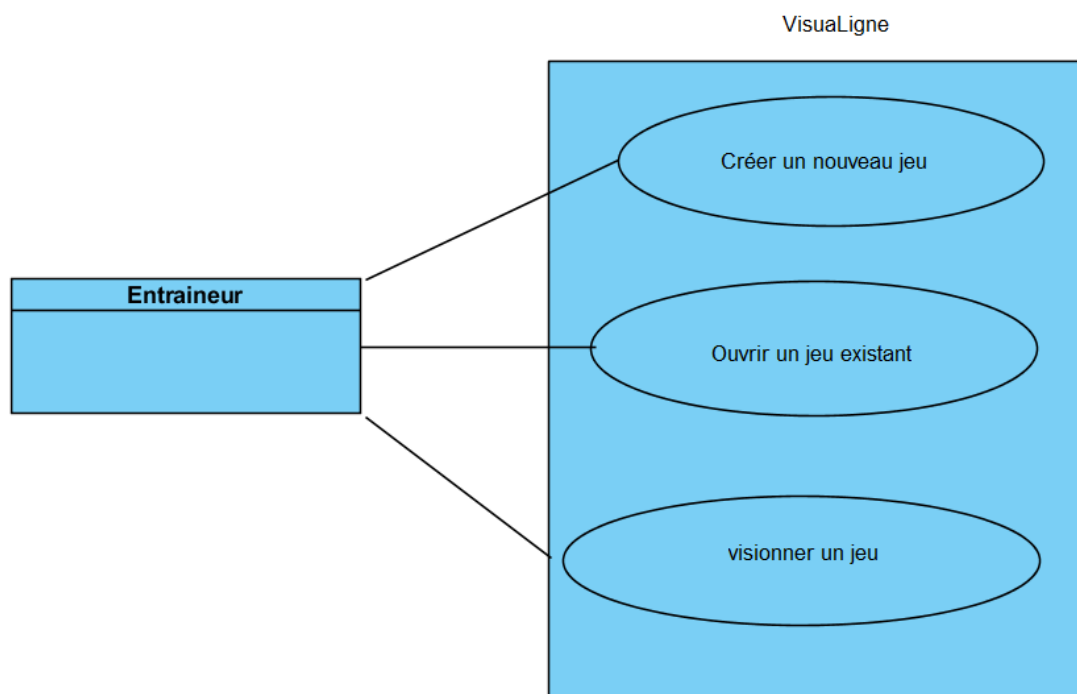 VisuaLigne
Créer un nouveau jeu
Entraineur
Ouvrir un jeu existant
visionner un jeu